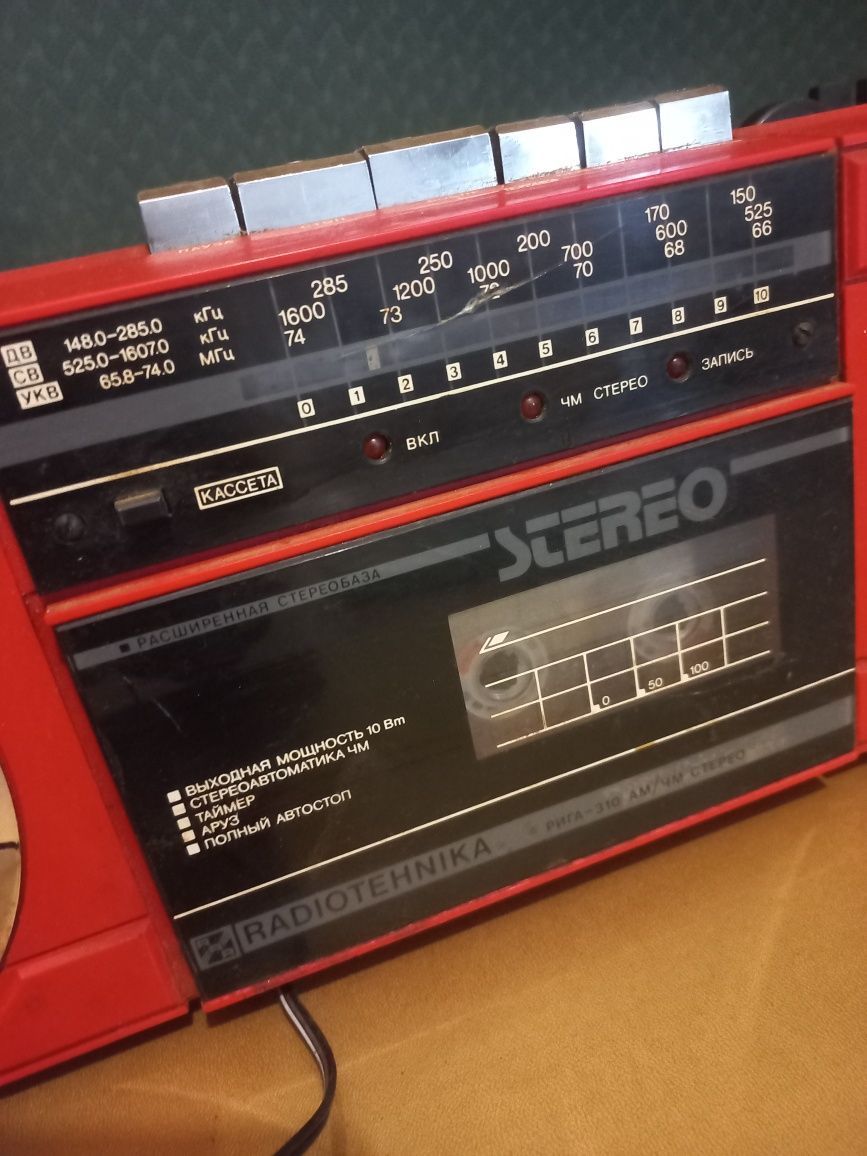 150
170 525
200 600 66
250 700 68
285 1000 70
1600 1200
74 73
ДВ 148.0-285.0 кГц
СВ 525.0-1607.0 кГц
УКВ 65.8-74.0 МГц
0 1 2 3 4 5 6 7 8 9 10
ВКЛ ЧМ СТЕРЕО ЗАПИСЬ
КАССЕТА
STEREO
РАСШИРЕННАЯ СТЕРЕОБАЗА
0 50 100
ВЫХОДНАЯ МОЩНОСТЬ 10 Вт
СТЕРЕОАВТОМАТИКА ЧМ
ТАЙМЕР
АРУЗ
ПОЛНЫЙ АВТОСТОП
RADIOTEHNIKA РИГА-310 АМ/ЧМ СТЕРЕО